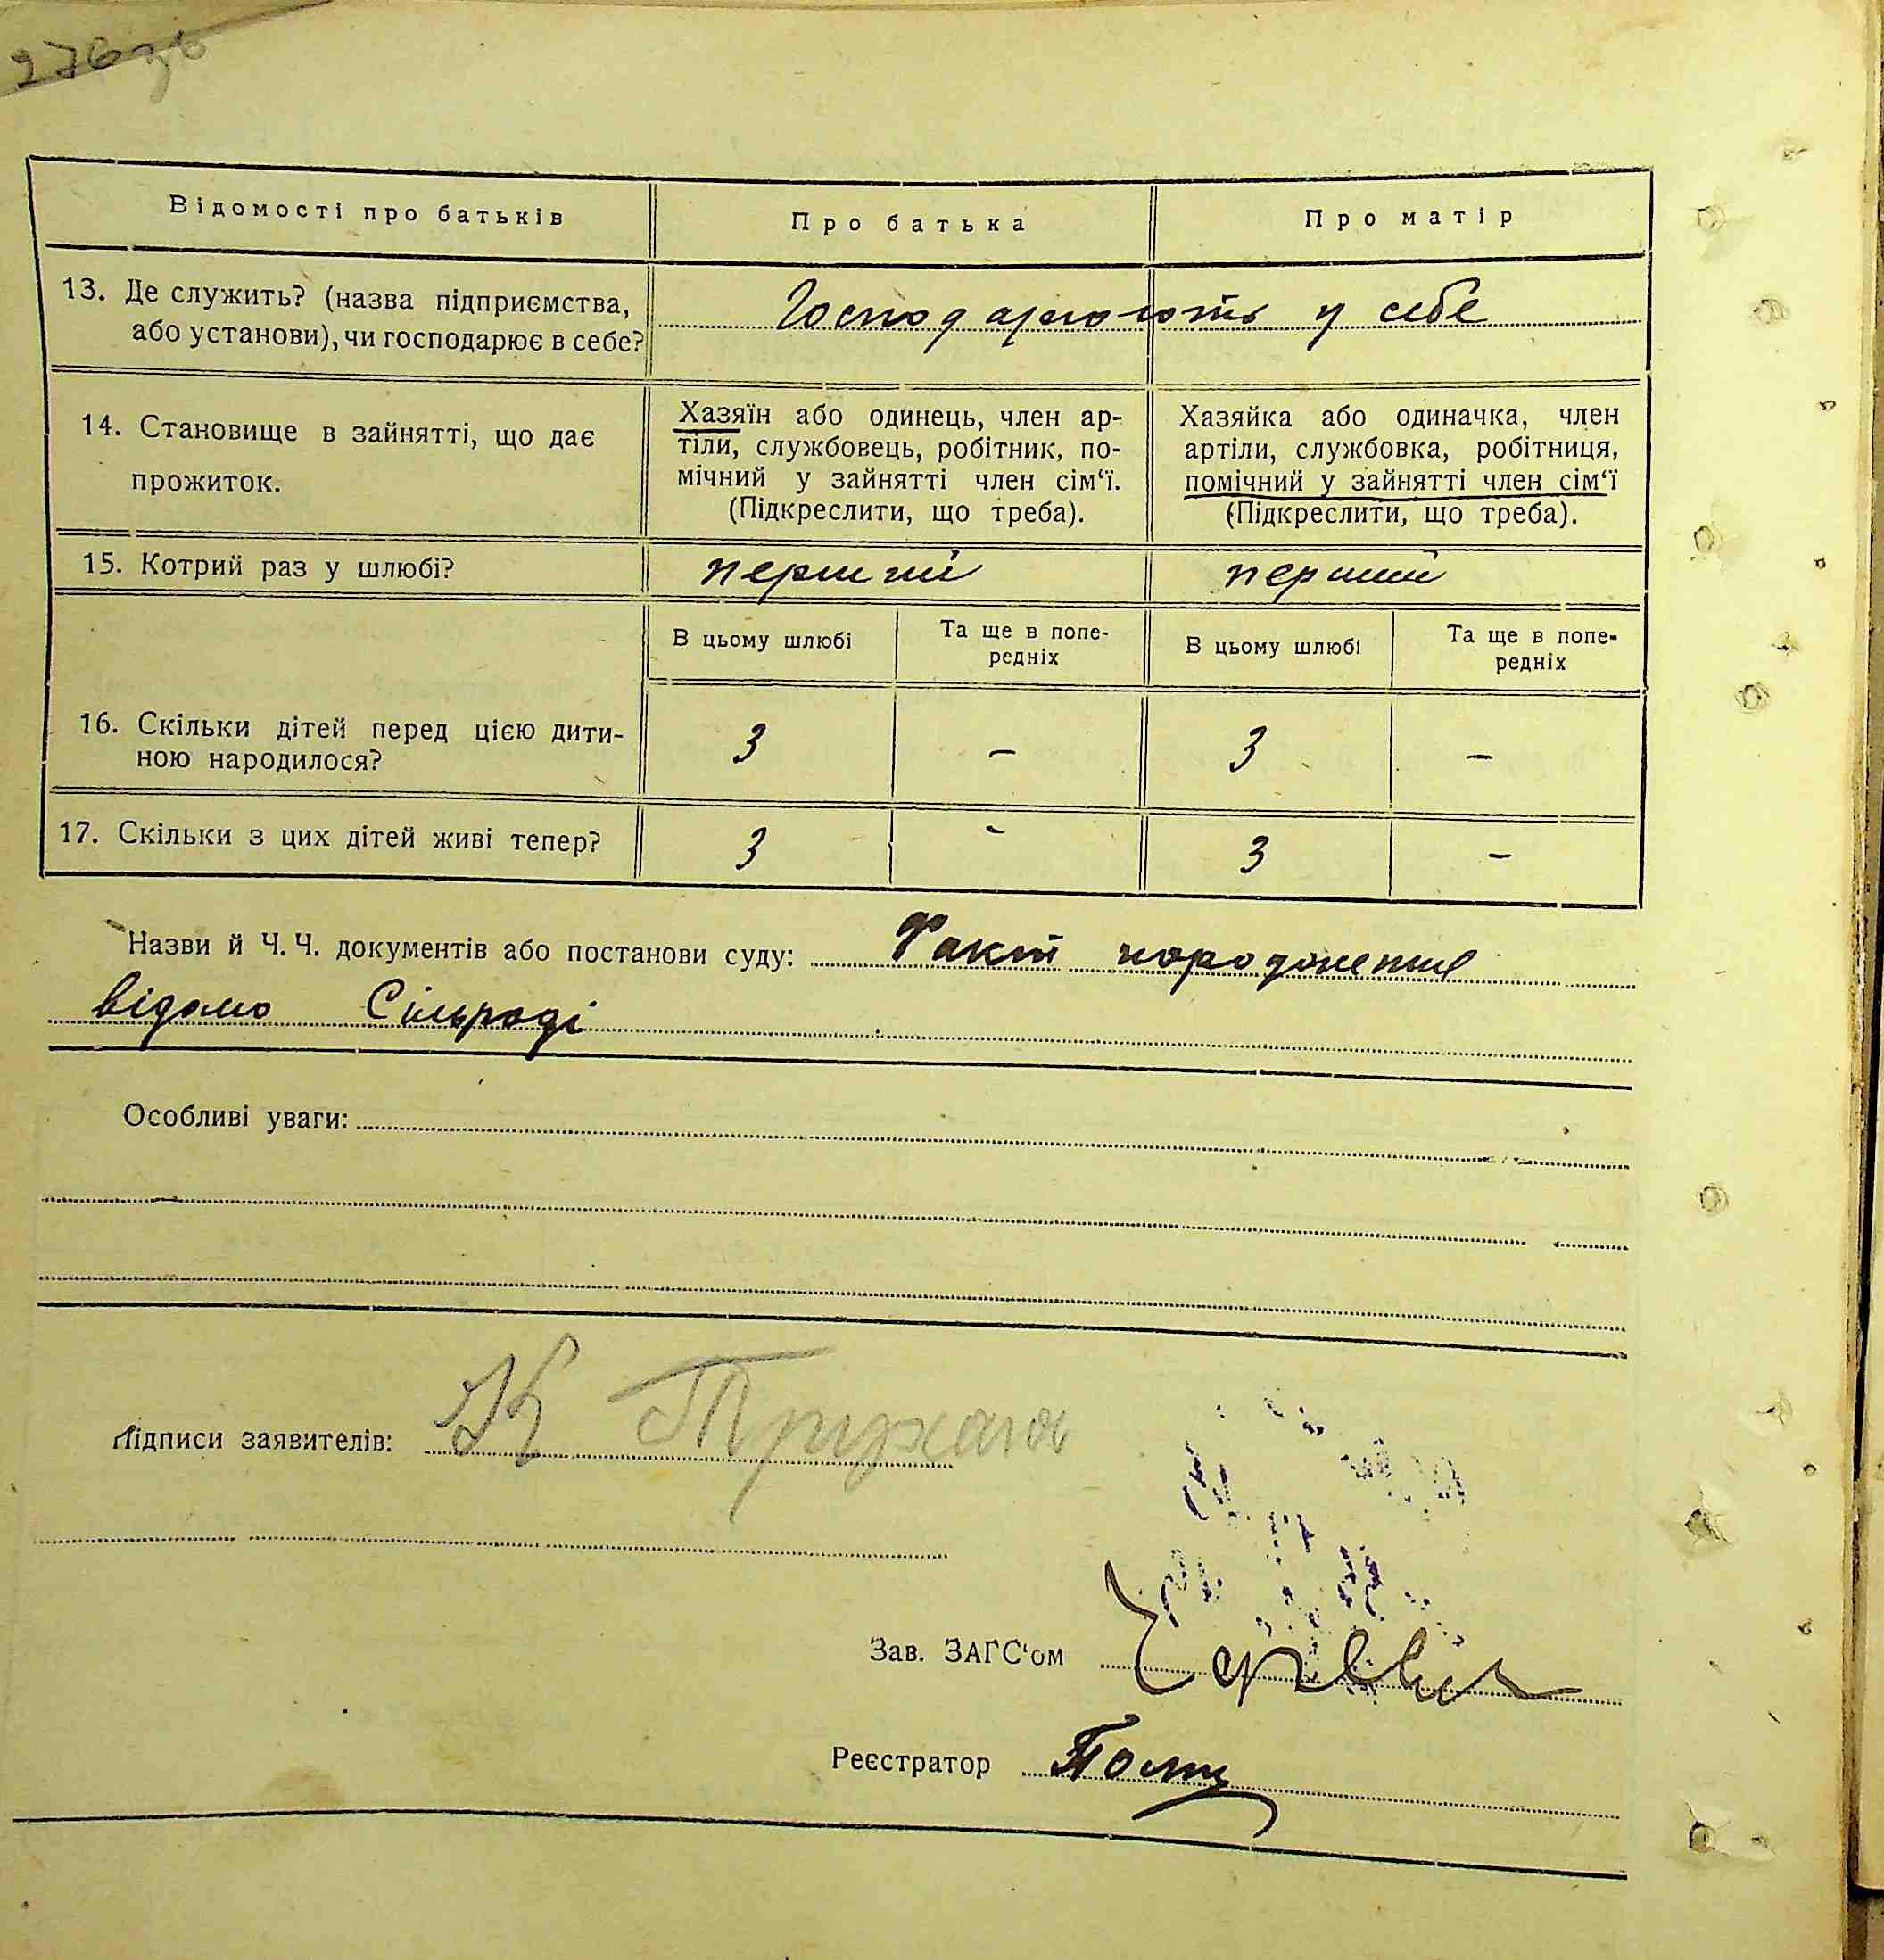 276 зв
Відомості про батьків
Про батька
Про матір
13. Де служить? (назва підприємства,
або установи), чи господарює в себе?
Господарюють у себе
14. Становище в зайнятті, що дає
прожиток.
Хазяїн або одинець, член ар-
тіли, службовець, робітник, по-
мічний у зайнятті член сім‘ї.
(Підкреслити, що треба).
Хазяйка або одиначка, член
артіли, службовка, робітниця,
помічний у зайнятті член сім‘ї
(Підкреслити, що треба).
15. Котрий раз у шлюбі?
перший
перший
В цьому шлюбі
Та ще в попе-
редніх
В цьому шлюбі
Та ще в попе-
редніх
16. Скільки дітей перед цією дити-
ною народилося?
3
–
3
–
17. Скільки з цих дітей живі тепер?
3
-
3
–
Назви й Ч. Ч. документів або постанови суду: Факт народження
відомо Сільраді
Особливі уваги:
Підписи заявителів:
Зав. ЗАГС‘ом
Реєстратор